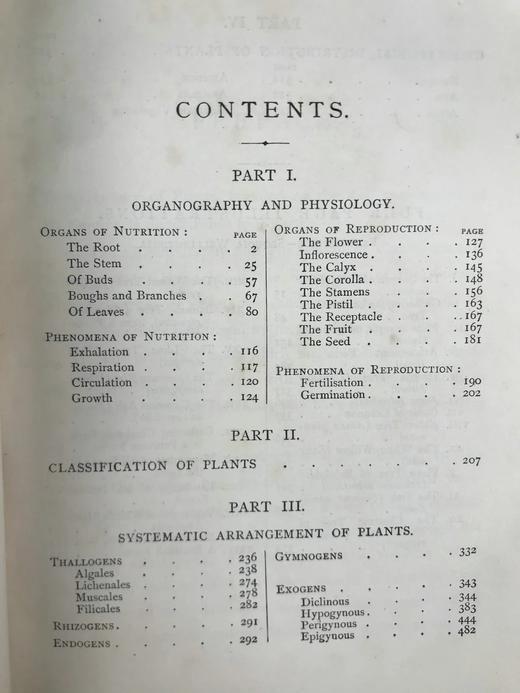 CONTENTS.
PART I.
ORGANOGRAPHY AND PHYSIOLOGY.
ORGANS OF NUTRITION : PAGE
The Root . . . . 2
The Stem . . . . 25
Of Buds . . . . 57
Boughs and Branches . . 67
Of Leaves . . . . 80
PHENOMENA OF NUTRITION :
Exhalation . . . . 116
Respiration . . . . 117
Circulation . . . . 120
Growth . . . . 124
ORGANS OF REPRODUCTION : PAGE
The Flower . . . . 127
Inflorescence . . . . 136
The Calyx . . . . 145
The Corolla . . . . 148
The Stamens . . . . 156
The Pistil . . . . 163
The Receptacle . . . 167
The Fruit . . . . 167
The Seed . . . . 181
PHENOMENA OF REPRODUCTION :
Fertilisation . . . . 190
Germination . . . . 202
PART II.
CLASSIFICATION OF PLANTS . . . . . . . 207
PART III.
SYSTEMATIC ARRANGEMENT OF PLANTS.
THALLOGENS . . . . 236
Algales . . . . 238
Lichenales . . . . 274
Muscales . . . . 278
Filicales . . . . 282
RHIZOGENS . . . . 291
ENDOGENS . . . . 292
GYMNOGENS . . . . 332
EXOGENS . . . . 343
Diclinous . . . . 344
Hypogynous . . . . 383
Perigynous . . . . 444
Epigynous . . . . 482